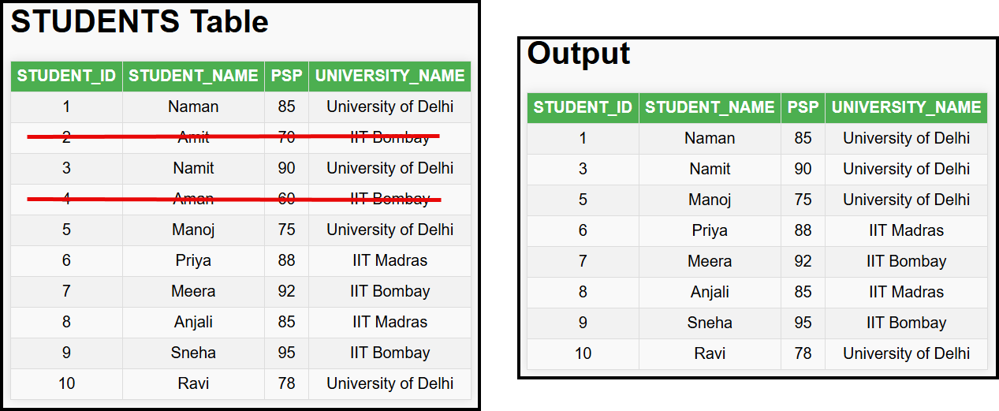 STUDENTS Table
STUDENT_ID STUDENT_NAME PSP UNIVERSITY_NAME
1 Naman 85 University of Delhi
2 Amit 70 IIT Bombay
3 Namit 90 University of Delhi
4 Aman 60 IIT Bombay
5 Manoj 75 University of Delhi
6 Priya 88 IIT Madras
7 Meera 92 IIT Bombay
8 Anjali 85 IIT Madras
9 Sneha 95 IIT Bombay
10 Ravi 78 University of Delhi
Output
STUDENT_ID STUDENT_NAME PSP UNIVERSITY_NAME
1 Naman 85 University of Delhi
3 Namit 90 University of Delhi
5 Manoj 75 University of Delhi
6 Priya 88 IIT Madras
7 Meera 92 IIT Bombay
8 Anjali 85 IIT Madras
9 Sneha 95 IIT Bombay
10 Ravi 78 University of Delhi